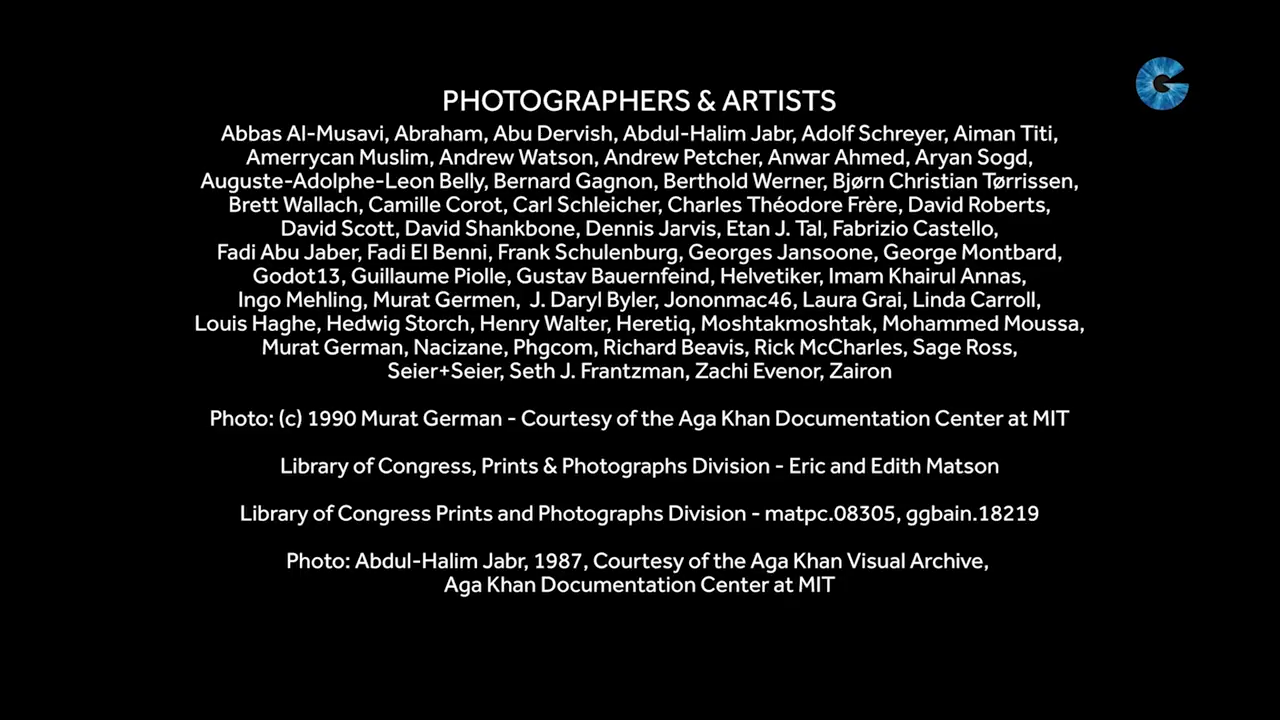 PHOTOGRAPHERS & ARTISTS
Abbas Al-Musavi, Abraham, Abu Dervish, Abdul-Halim Jabr, Adolf Schreyer, Aiman Titi,
Amerrycan Muslim, Andrew Watson, Andrew Petcher, Anwar Ahmed, Aryan Sogd,
Auguste-Adolphe-Leon Belly, Bernard Gagnon, Berthold Werner, Bjørn Christian Tørrissen,
Brett Wallach, Camille Corot, Carl Schleicher, Charles Théodore Frère, David Roberts,
David Scott, David Shankbone, Dennis Jarvis, Etan J. Tal, Fabrizio Castello,
Fadi Abu Jaber, Fadi El Benni, Frank Schulenburg, Georges Jansoone, George Montbard,
Godot13, Guillaume Piolle, Gustav Bauernfeind, Helvetiker, Imam Khairul Annas,
Ingo Mehling, Murat Germen, J. Daryl Byler, Jononmac46, Laura Grai, Linda Carroll,
Louis Haghe, Hedwig Storch, Henry Walter, Heretiq, Moshtakmoshtak, Mohammed Moussa,
Murat German, Nacizane, Phgcom, Richard Beavis, Rick McCharles, Sage Ross,
Seier+Seier, Seth J. Frantzman, Zachi Evenor, Zairon
Photo: (c) 1990 Murat German - Courtesy of the Aga Khan Documentation Center at MIT
Library of Congress, Prints & Photographs Division - Eric and Edith Matson
Library of Congress Prints and Photographs Division - matpc.08305, ggbain.18219
Photo: Abdul-Halim Jabr, 1987, Courtesy of the Aga Khan Visual Archive,
Aga Khan Documentation Center at MIT